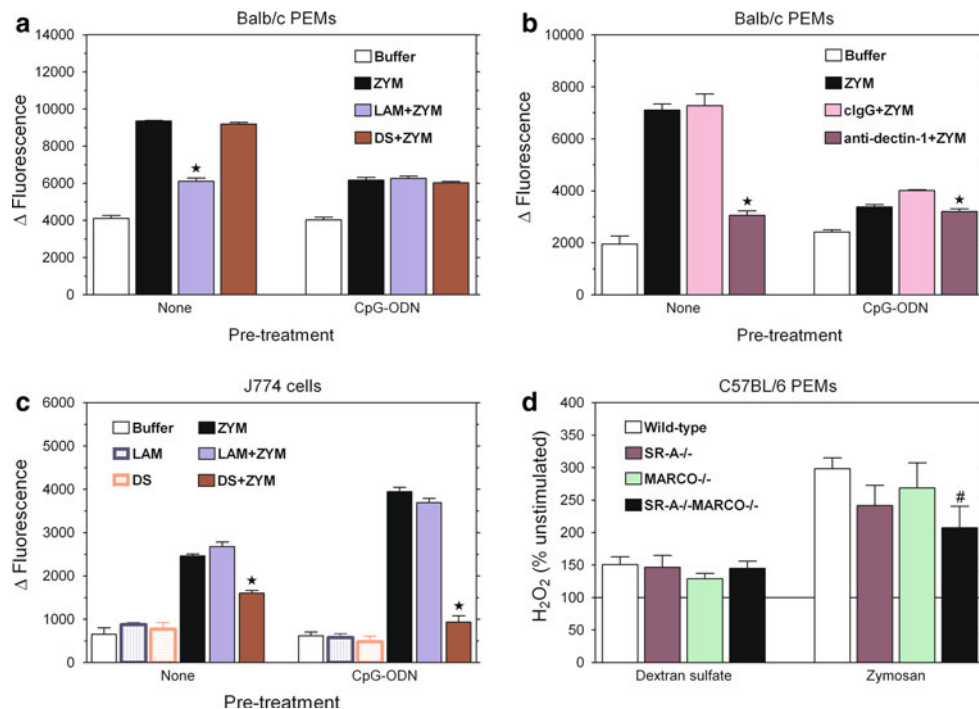 a
Balb/c PEMs
14000
12000
10000
8000
6000
4000
2000
0
Δ Fluorescence
Buffer
ZYM
LAM+ZYM
DS+ZYM
★
None
CpG-ODN
Pre-treatment
b
Balb/c PEMs
10000
8000
6000
4000
2000
0
Δ Fluorescence
Buffer
ZYM
cIgG+ZYM
anti-dectin-1+ZYM
★
★
None
CpG-ODN
Pre-treatment
c
J774 cells
6000
5000
4000
3000
2000
1000
0
Δ Fluorescence
Buffer
LAM
DS
ZYM
LAM+ZYM
DS+ZYM
★
★
None
CpG-ODN
Pre-treatment
d
C57BL/6 PEMs
400
350
300
250
200
150
100
50
0
H₂O₂ (% unstimulated)
Wild-type
SR-A-/-
MARCO-/-
SR-A-/-MARCO-/-
#
Dextran sulfate
Zymosan